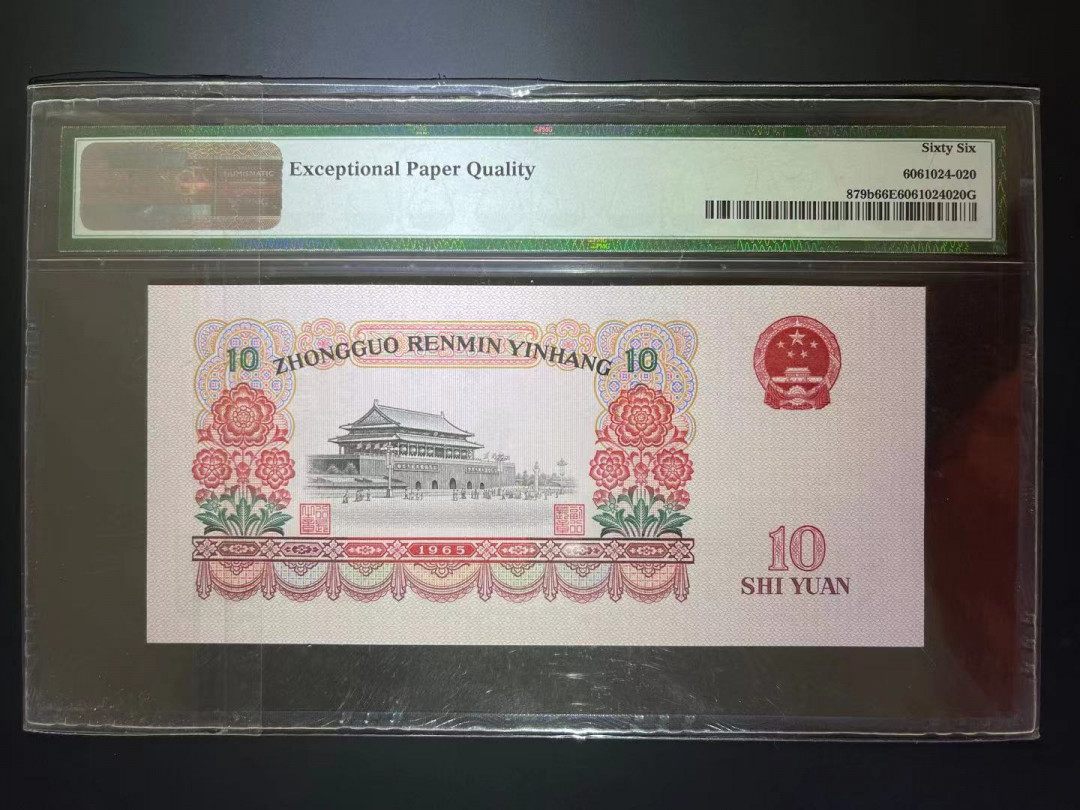 Exceptional Paper Quality
Sixty Six
6061024-020
879b66E6061024020G
10 ZHONGGUO RENMIN YINHANG 10
1965
10
SHI YUAN